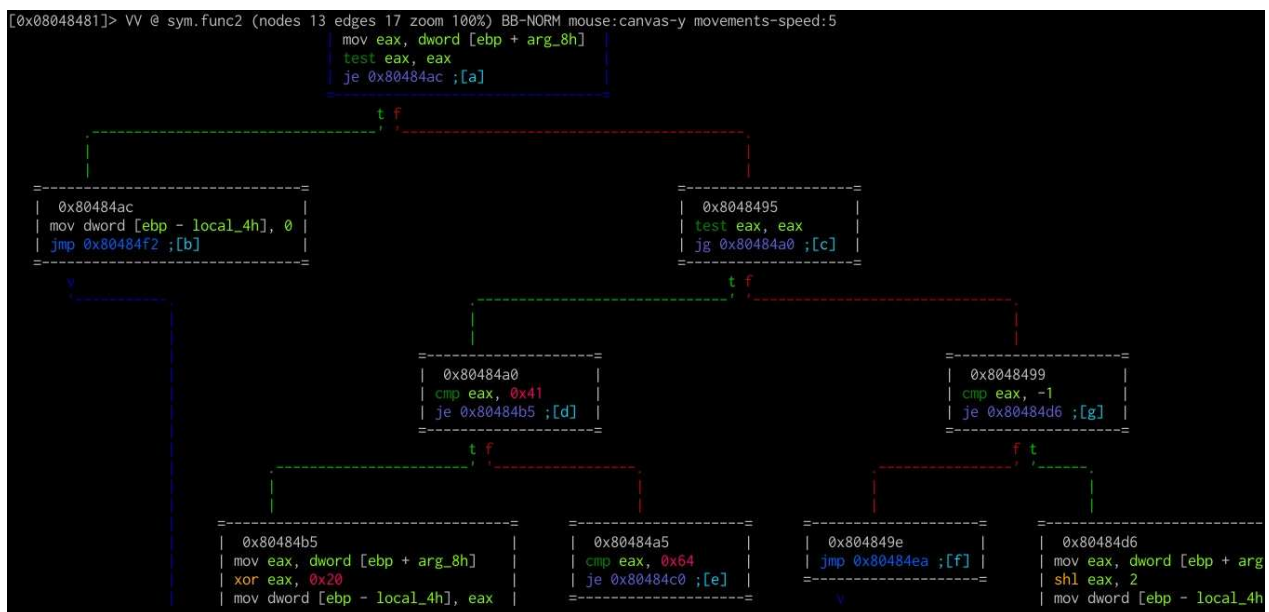 [0x08048481]> VV @ sym.func2 (nodes 13 edges 17 zoom 100%) BB-NORM mouse:canvas-y movements-speed:5
mov eax, dword [ebp + arg_8h]
test eax, eax
je 0x80484ac ;[a]
t f
0x80484ac
mov dword [ebp - local_4h], 0
jmp 0x80484f2 ;[b]
v
0x8048495
test eax, eax
jg 0x80484a0 ;[c]
t f
0x80484a0
cmp eax, 0x41
je 0x80484b5 ;[d]
t f
0x8048499
cmp eax, -1
je 0x80484d6 ;[g]
f t
0x80484b5
mov eax, dword [ebp + arg_8h]
xor eax, 0x20
mov dword [ebp - local_4h], eax
0x80484a5
cmp eax, 0x64
je 0x80484c0 ;[e]
0x804849e
jmp 0x80484ea ;[f]
v
0x80484d6
mov eax, dword [ebp + arg
shl eax, 2
mov dword [ebp - local_4h